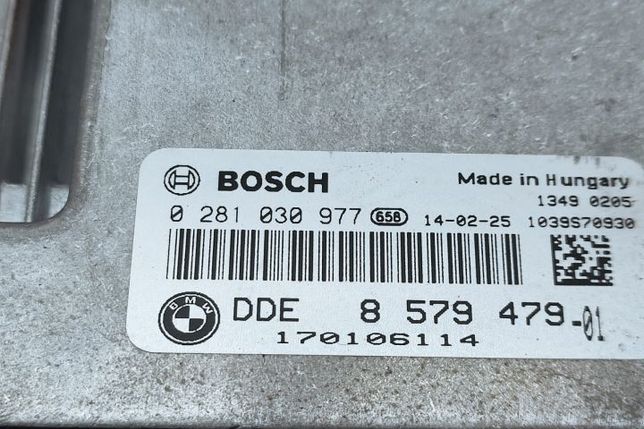 BOSCH Made in Hungary
1349 0205
0 281 030 977 658 14-02-25 1039S70930
BMW DDE 8 579 479-01
170106114